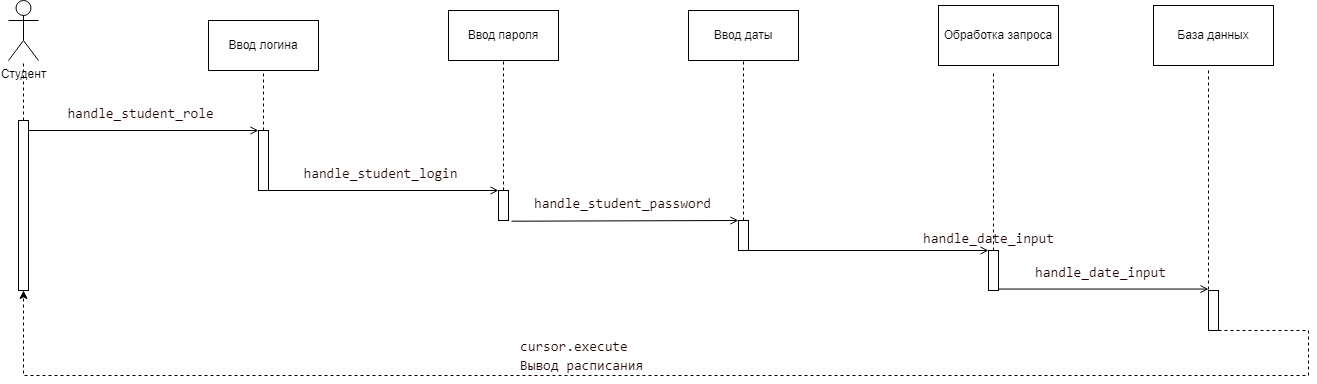 Студент
Ввод логина
Ввод пароля
Ввод даты
Обработка запроса
База данных
handle_student_role
handle_student_login
handle_student_password
handle_date_input
handle_date_input
cursor.execute
Вывод расписания